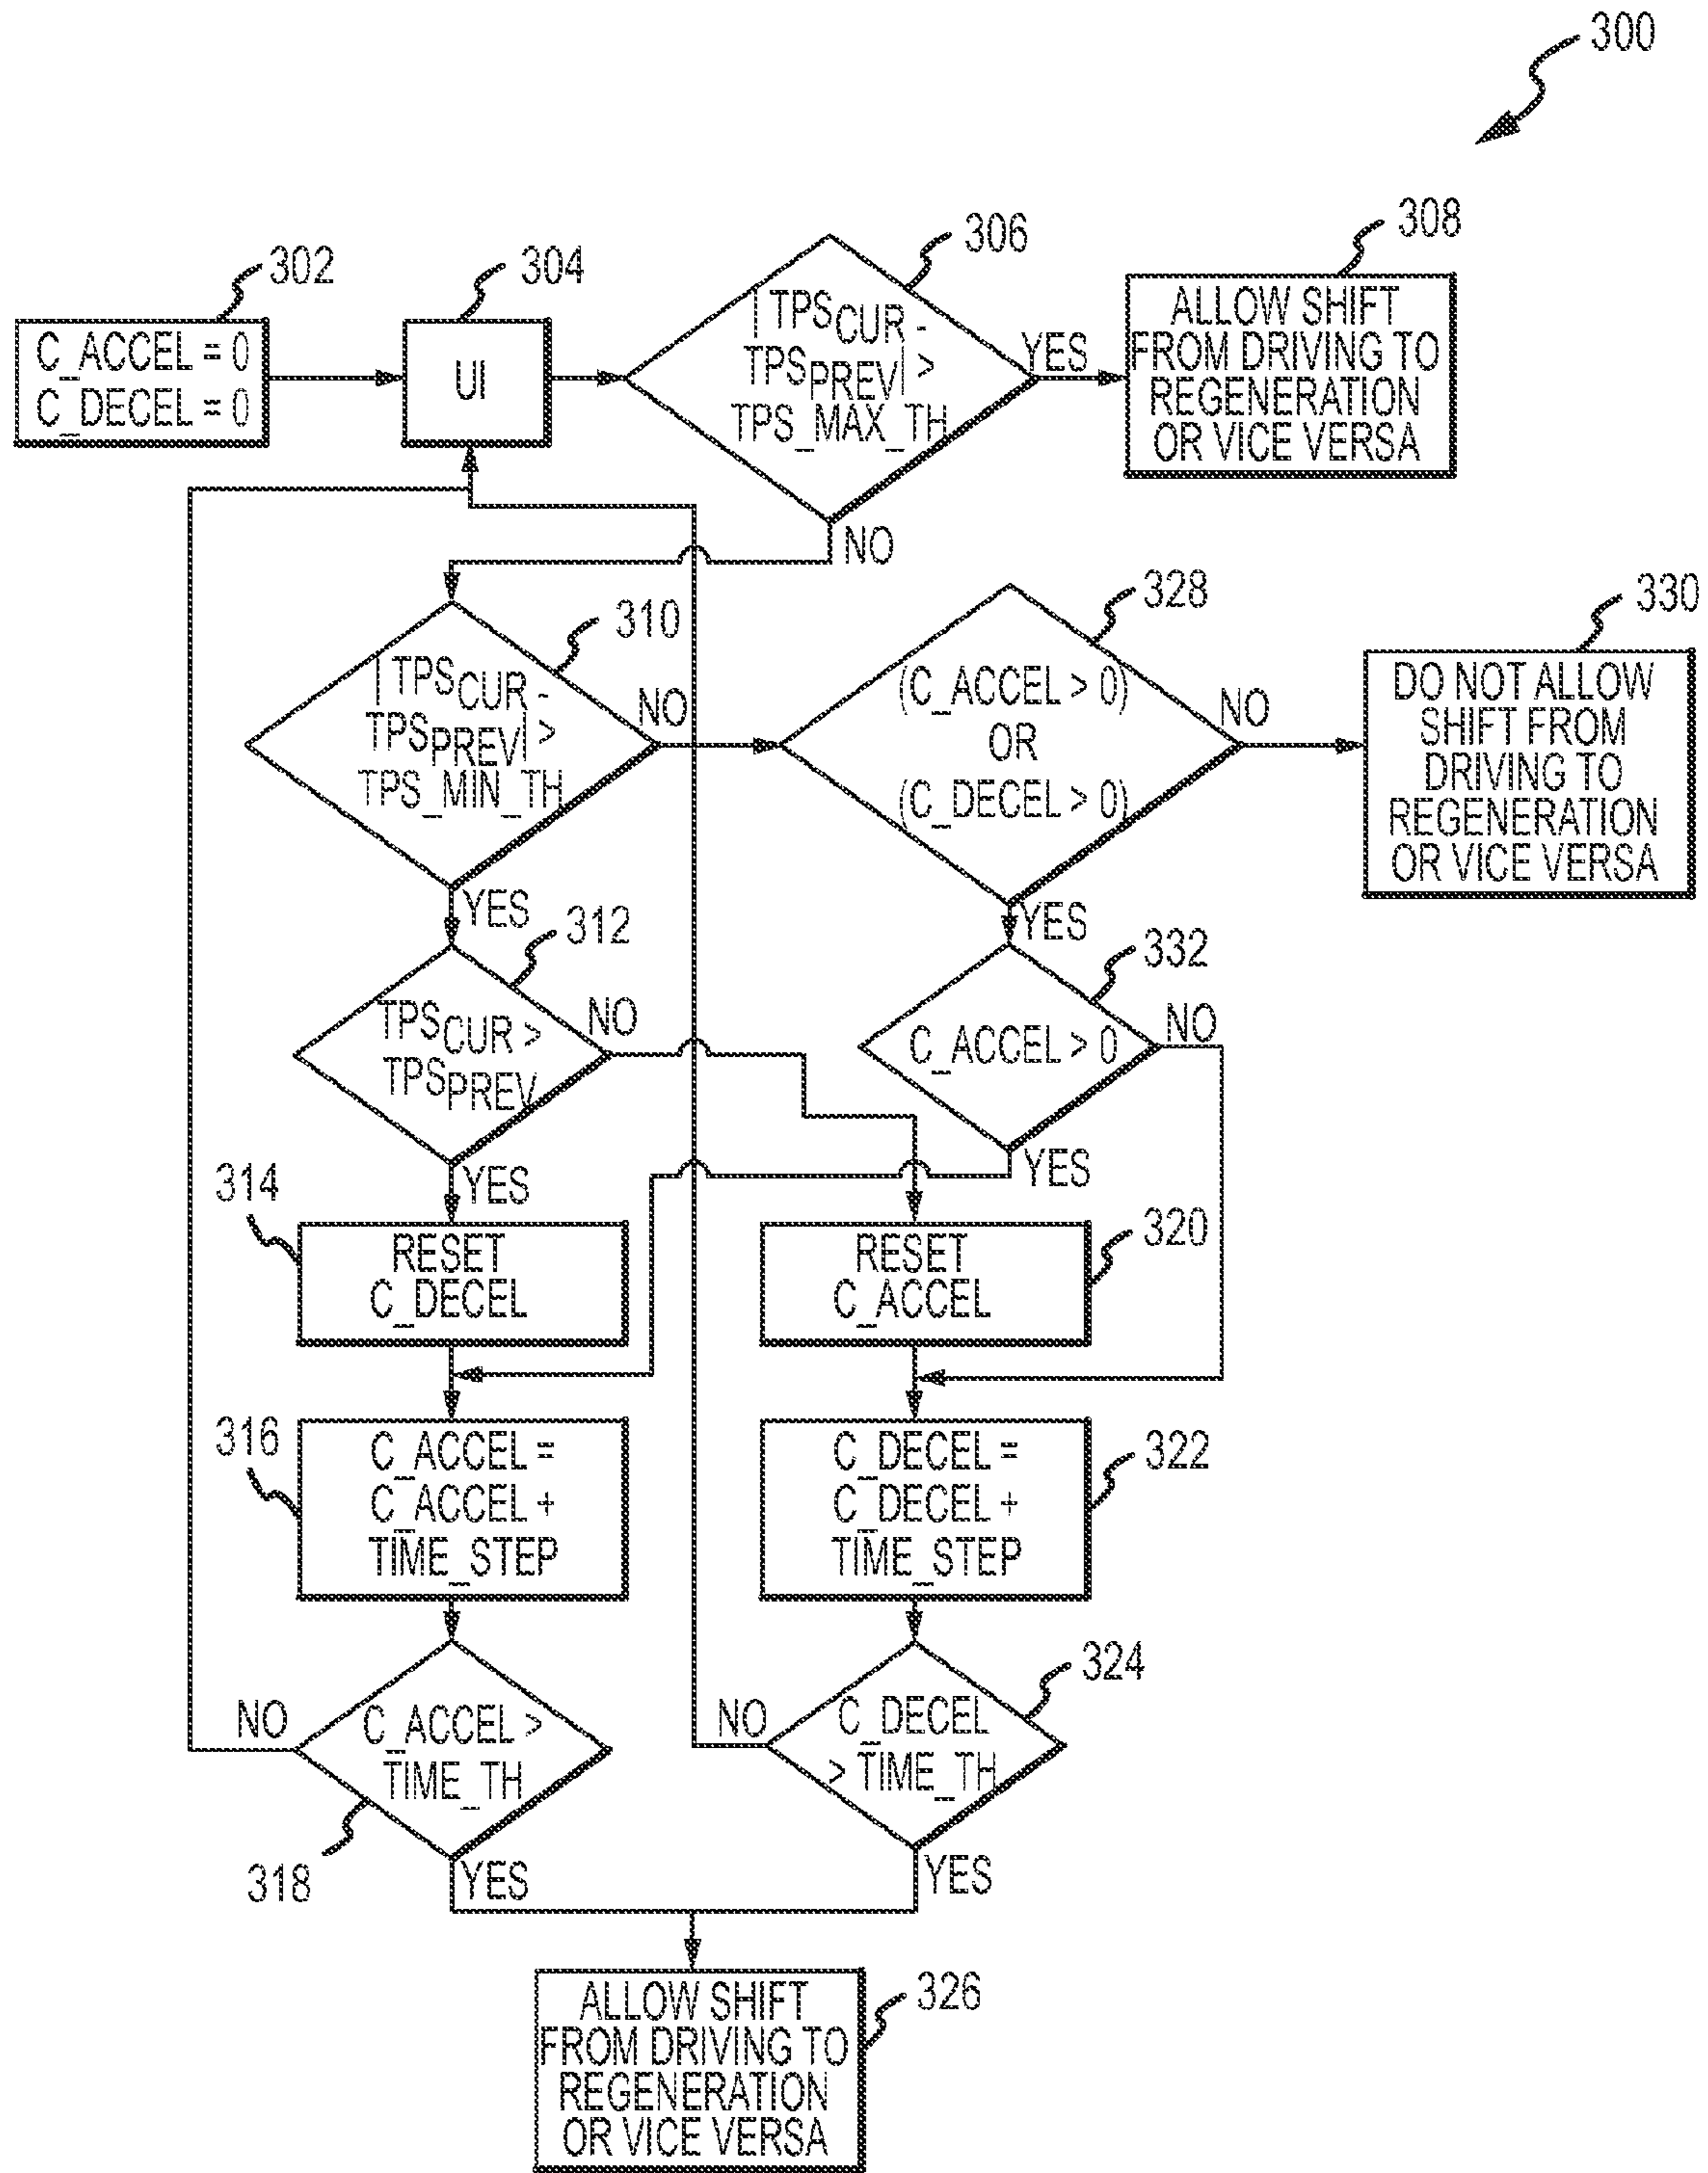 300
302
C_ACCEL = 0
C_DECEL = 0
304
UI
306
| TPSCUR -
TPSPREV| >
TPS_MAX_TH
YES
308
ALLOW SHIFT
FROM DRIVING TO
REGENERATION
OR VICE VERSA
NO
310
| TPSCUR -
TPSPREV| >
TPS_MIN_TH
NO
328
(C_ACCEL > 0)
OR
(C_DECEL > 0)
NO
330
DO NOT ALLOW
SHIFT FROM
DRIVING TO
REGENERATION
OR VICE VERSA
YES
312
TPSCUR >
TPSPREV
NO
YES
332
C_ACCEL > 0
NO
YES
314
YES
RESET
C_DECEL
320
RESET
C_ACCEL
316
C_ACCEL =
C_ACCEL +
TIME_STEP
322
C_DECEL =
C_DECEL +
TIME_STEP
NO
C_ACCEL >
TIME_TH
318
YES
324
NO
C_DECEL
> TIME_TH
YES
326
ALLOW SHIFT
FROM DRIVING TO
REGENERATION
OR VICE VERSA